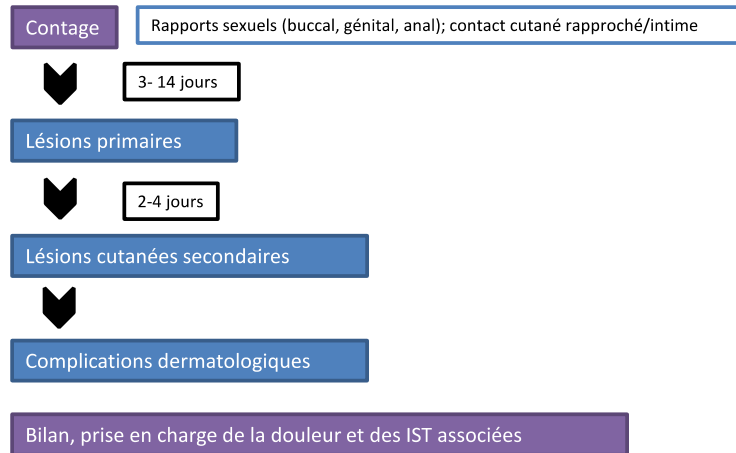 Contage
Rapports sexuels (buccal, génital, anal); contact cutané rapproché/intime
3- 14 jours
Lésions primaires
2-4 jours
Lésions cutanées secondaires
Complications dermatologiques
Bilan, prise en charge de la douleur et des IST associées